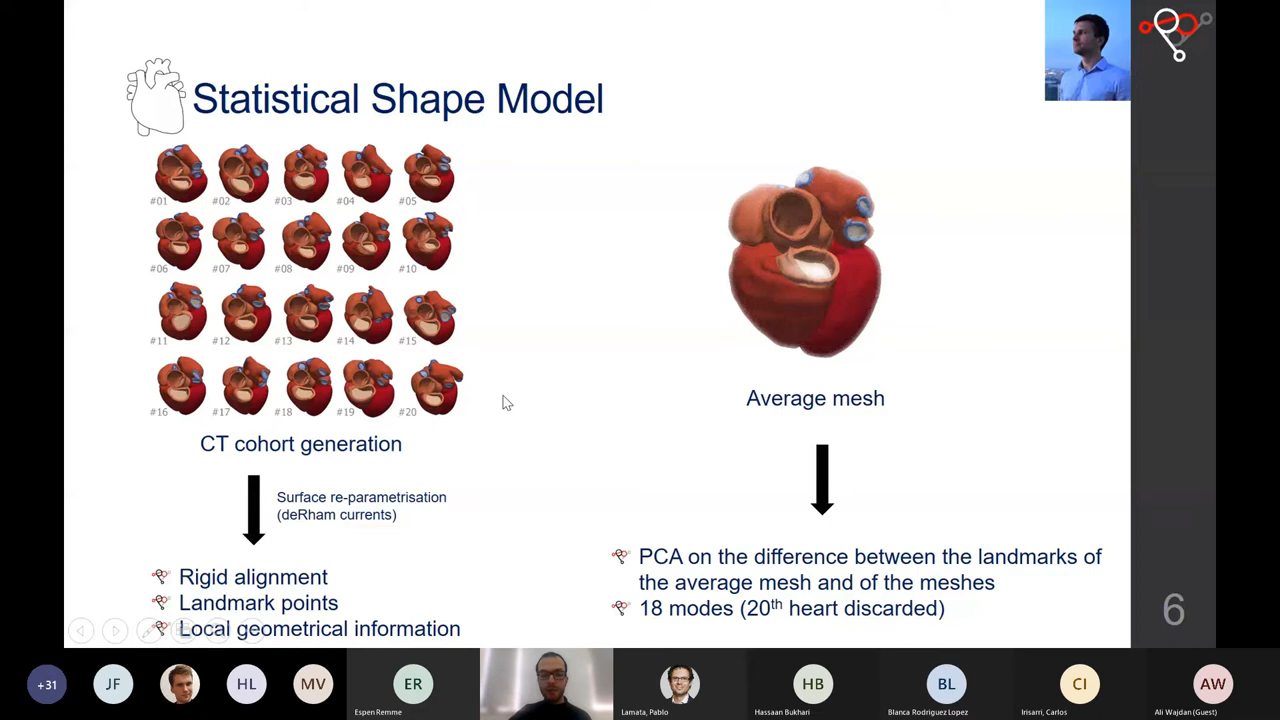 Statistical Shape Model
#01
#02
#03
#04
#05
#06
#07
#08
#09
#10
#11
#12
#13
#14
#15
#16
#17
#18
#19
#20
CT cohort generation
Surface re-parametrisation
(deRham currents)
Rigid alignment
Landmark points
Local geometrical information
Average mesh
PCA on the difference between the landmarks of
the average mesh and of the meshes
18 modes (20th heart discarded)
6
+31
JF
HL
MV
ER
Espen Remme
Lamata, Pablo
HB
Hassaan Bukhari
BL
Blanca Rodriguez Lopez
CI
Irisarri, Carlos
AW
Ali Wajdan (Guest)